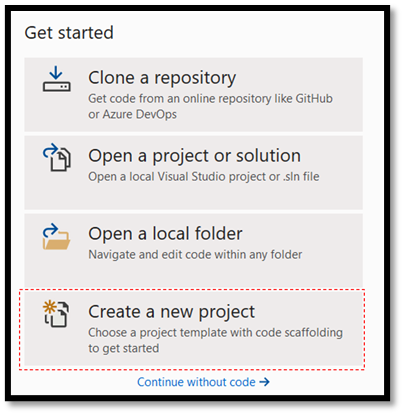 Get started
Clone a repository
Get code from an online repository like GitHub
or Azure DevOps
Open a project or solution
Open a local Visual Studio project or .sln file
Open a local folder
Navigate and edit code within any folder
Create a new project
Choose a project template with code scaffolding
to get started
Continue without code →